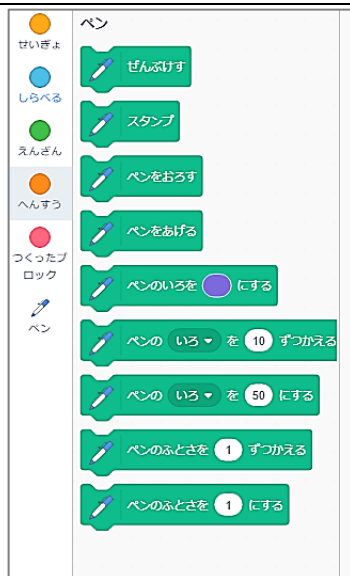 せいぎょ
しらべる
えんざん
へんすう
つくったブ
ロック
ペン
ペン
ぜんぶけす
スタンプ
ペンをおろす
ペンをあげる
ペンのいろを にする
ペンの いろ を 10 ずつかえる
ペンの いろ を 50 にする
ペンのふとさを 1 ずつかえる
ペンのふとさを 1 にする